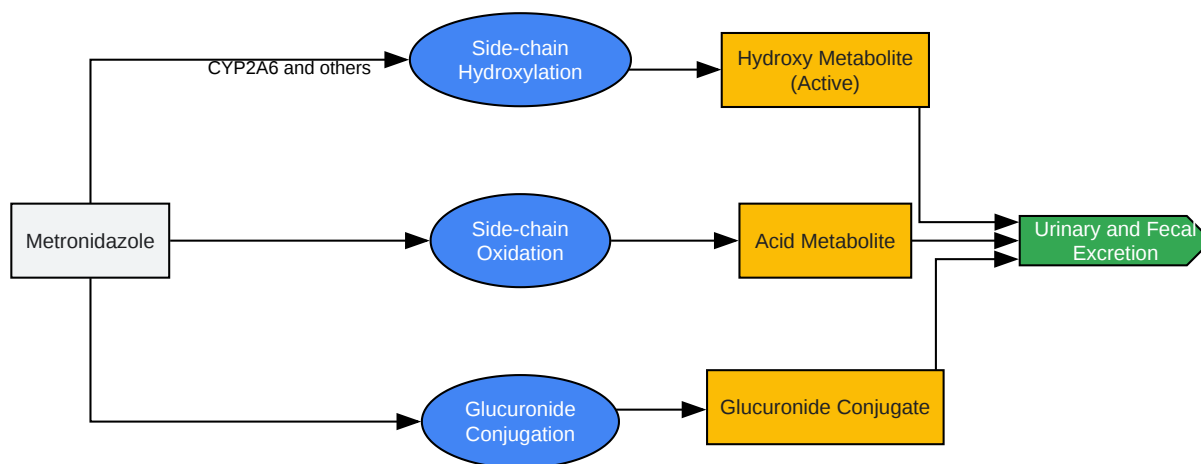 Side-chain
Hydroxylation
CYP2A6 and others
Hydroxy Metabolite
(Active)
Metronidazole
Side-chain
Oxidation
Acid Metabolite
Urinary and Fecal
Excretion
Glucuronide
Conjugation
Glucuronide Conjugate